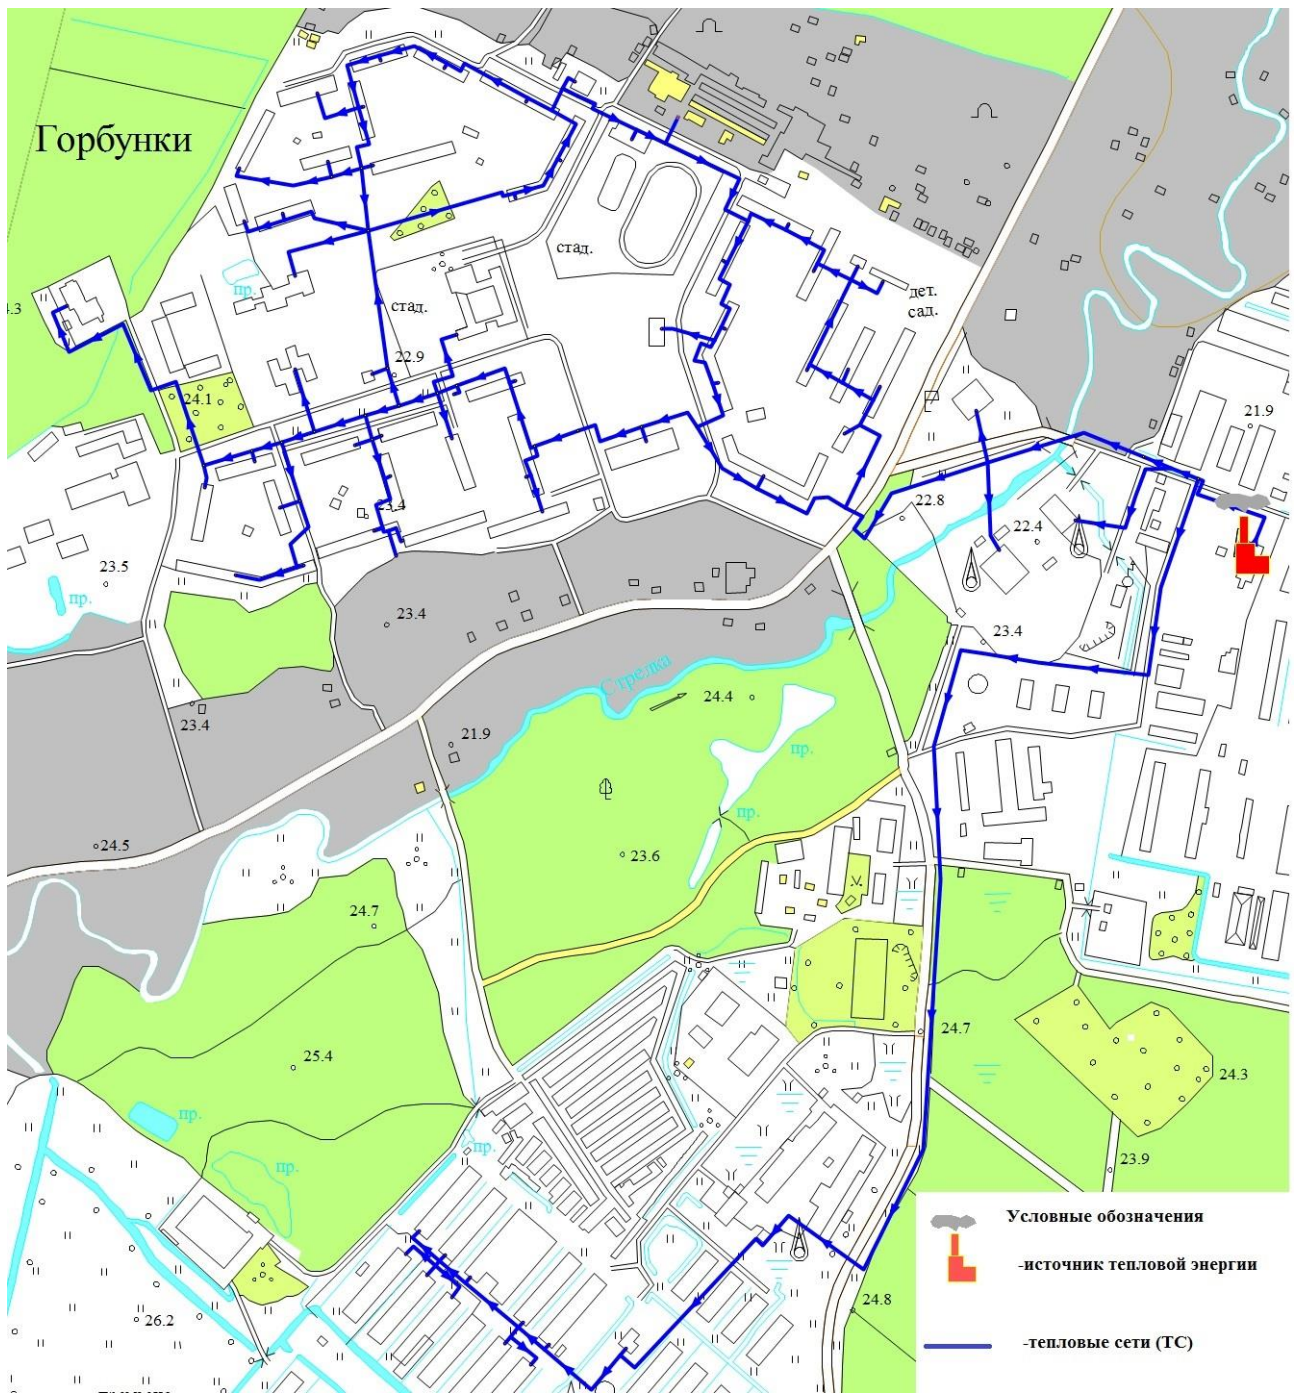 Горбунки
стад.
пр.
4.3
стад.
дет.
сад.
22.9
24.1
21.9
22.8
23.4
22.4
23.5
пр.
23.4
23.4
Стрелка
24.4
23.4
21.9
пр.
пр.
24.5
23.6
24.7
24.7
25.4
24.3
пр.
пр.
пр.
23.9
Условные обозначения
-источник тепловой энергии
24.8
26.2
-тепловые сети (ТС)